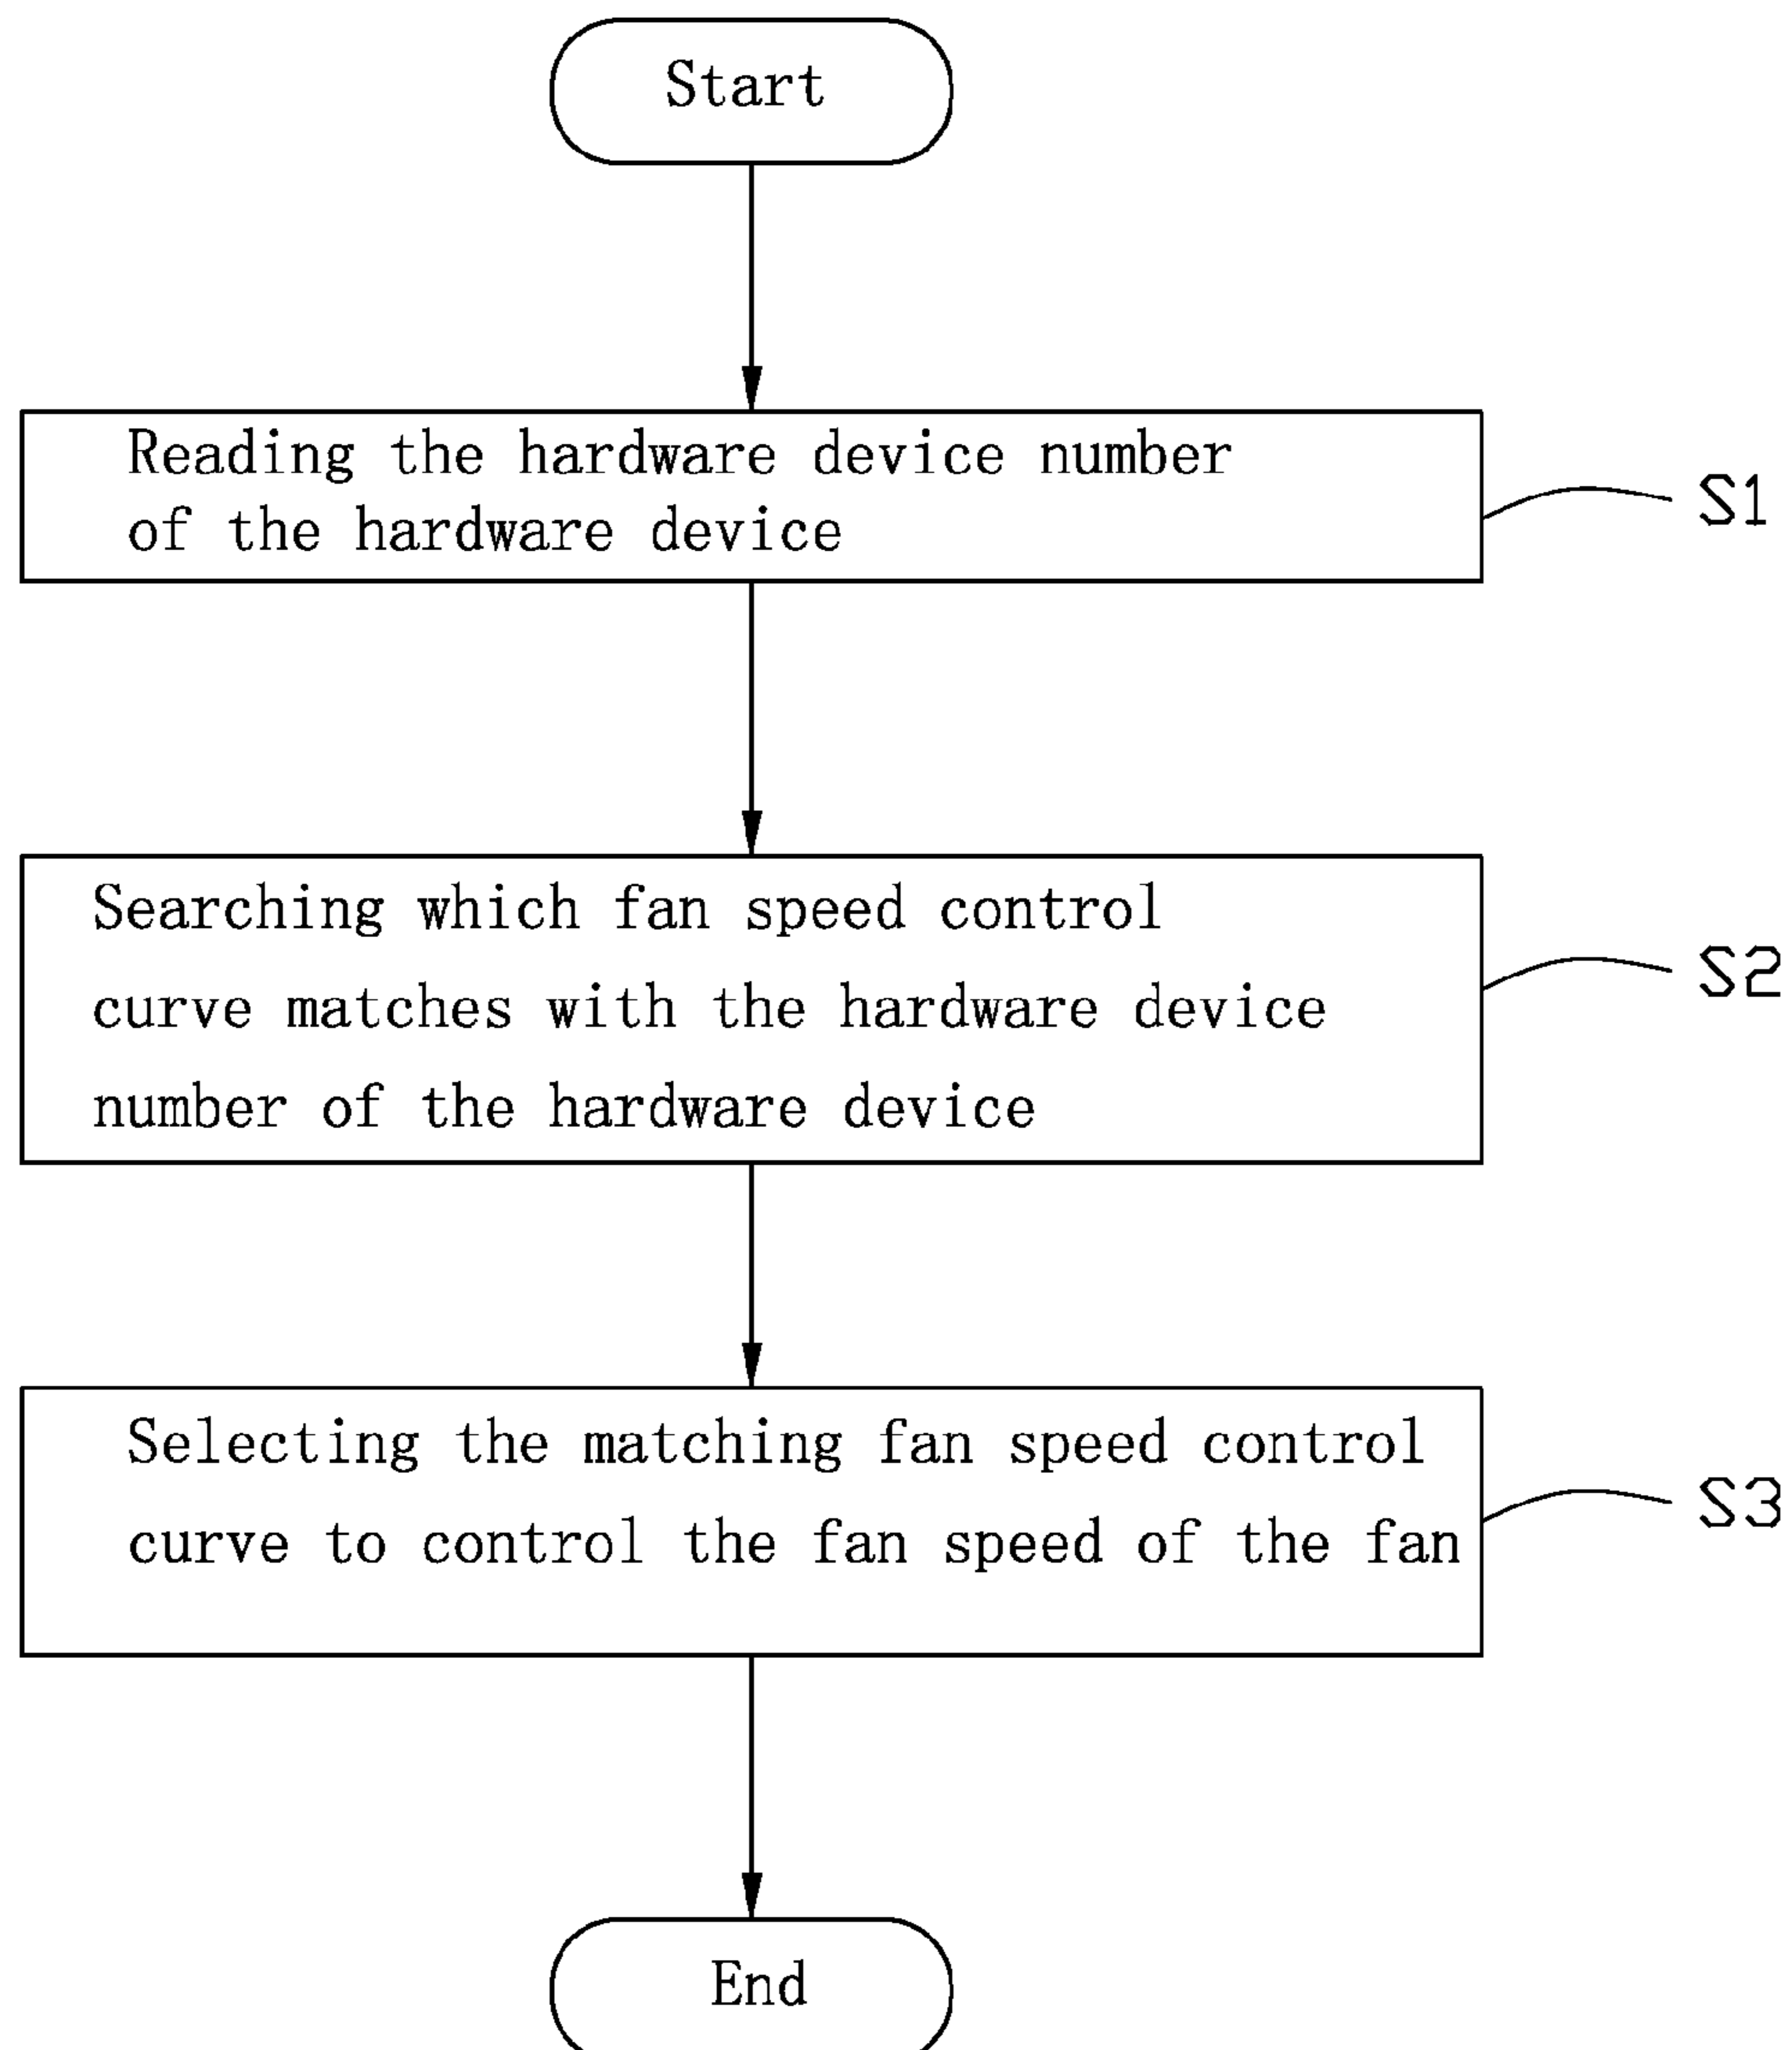 Start
Reading the hardware device number
of the hardware device
S1
Searching which fan speed control
curve matches with the hardware device
number of the hardware device
S2
Selecting the matching fan speed control
curve to control the fan speed of the fan
S3
End